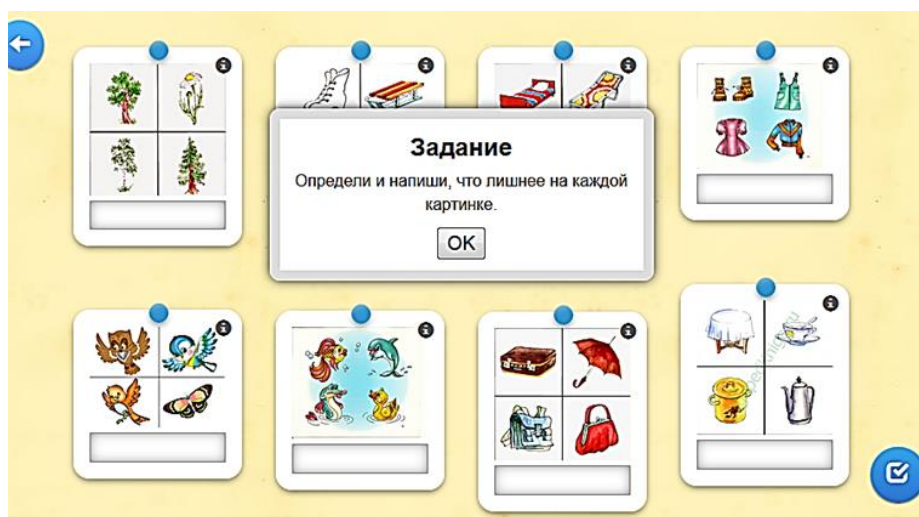 Задание
Определи и напиши, что лишнее на каждой
картинке.
OK